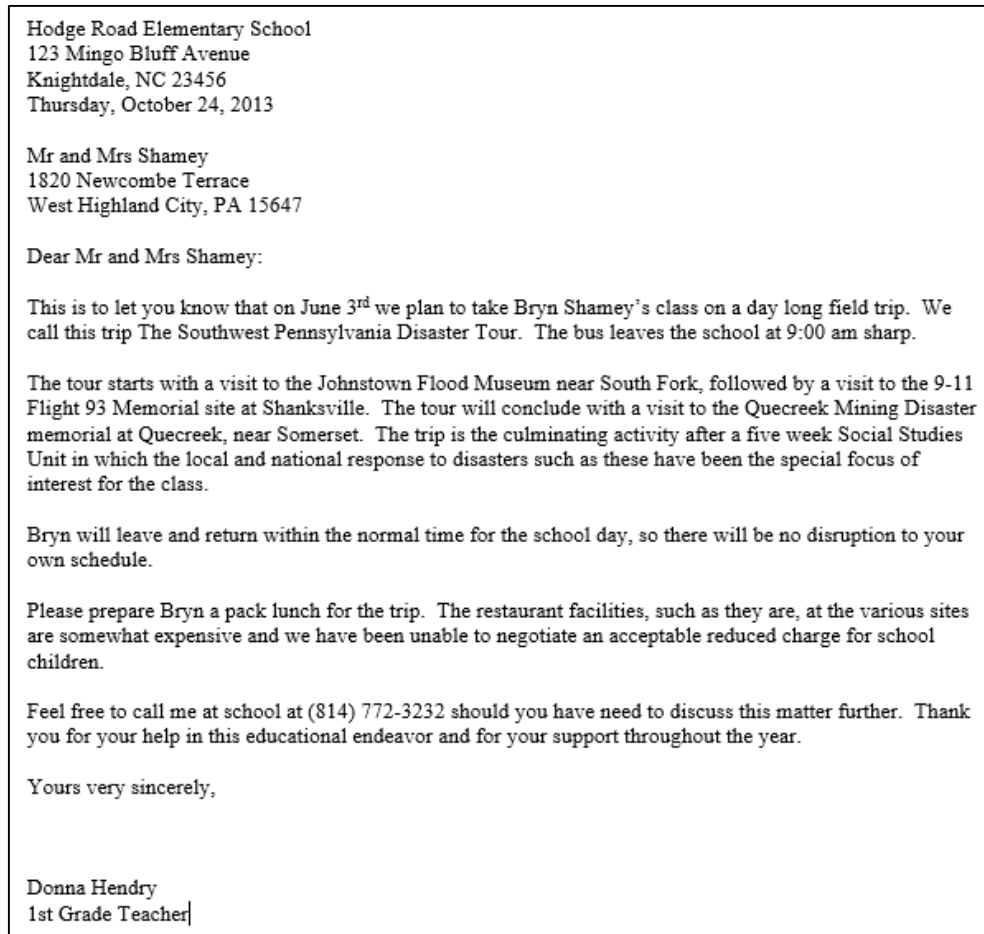 Hodge Road Elementary School
123 Mingo Bluff Avenue
Knightdale, NC 23456
Thursday, October 24, 2013
Mr and Mrs Shamey
1820 Newcombe Terrace
West Highland City, PA 15647
Dear Mr and Mrs Shamey:
This is to let you know that on June 3rd we plan to take Bryn Shamey’s class on a day long field trip.  We
call this trip The Southwest Pennsylvania Disaster Tour.  The bus leaves the school at 9:00 am sharp.
The tour starts with a visit to the Johnstown Flood Museum near South Fork, followed by a visit to the 9-11
Flight 93 Memorial site at Shanksville.  The tour will conclude with a visit to the Quecreek Mining Disaster
memorial at Quecreek, near Somerset.  The trip is the culminating activity after a five week Social Studies
Unit in which the local and national response to disasters such as these have been the special focus of
interest for the class.
Bryn will leave and return within the normal time for the school day, so there will be no disruption to your
own schedule.
Please prepare Bryn a pack lunch for the trip.  The restaurant facilities, such as they are, at the various sites
are somewhat expensive and we have been unable to negotiate an acceptable reduced charge for school
children.
Feel free to call me at school at (814) 772-3232 should you have need to discuss this matter further.  Thank
you for your help in this educational endeavor and for your support throughout the year.
Yours very sincerely,
Donna Hendry
1st Grade Teacher